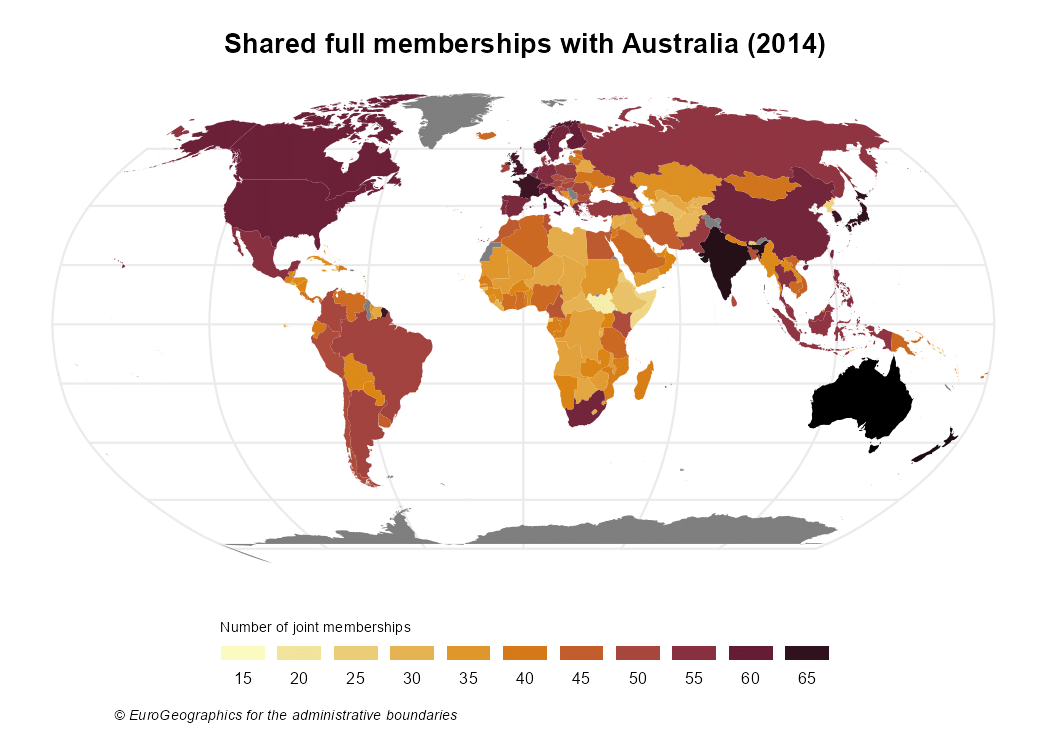 Shared full memberships with Australia (2014)
Number of joint memberships
15 20 25 30 35 40 45 50 55 60 65
© EuroGeographics for the administrative boundaries